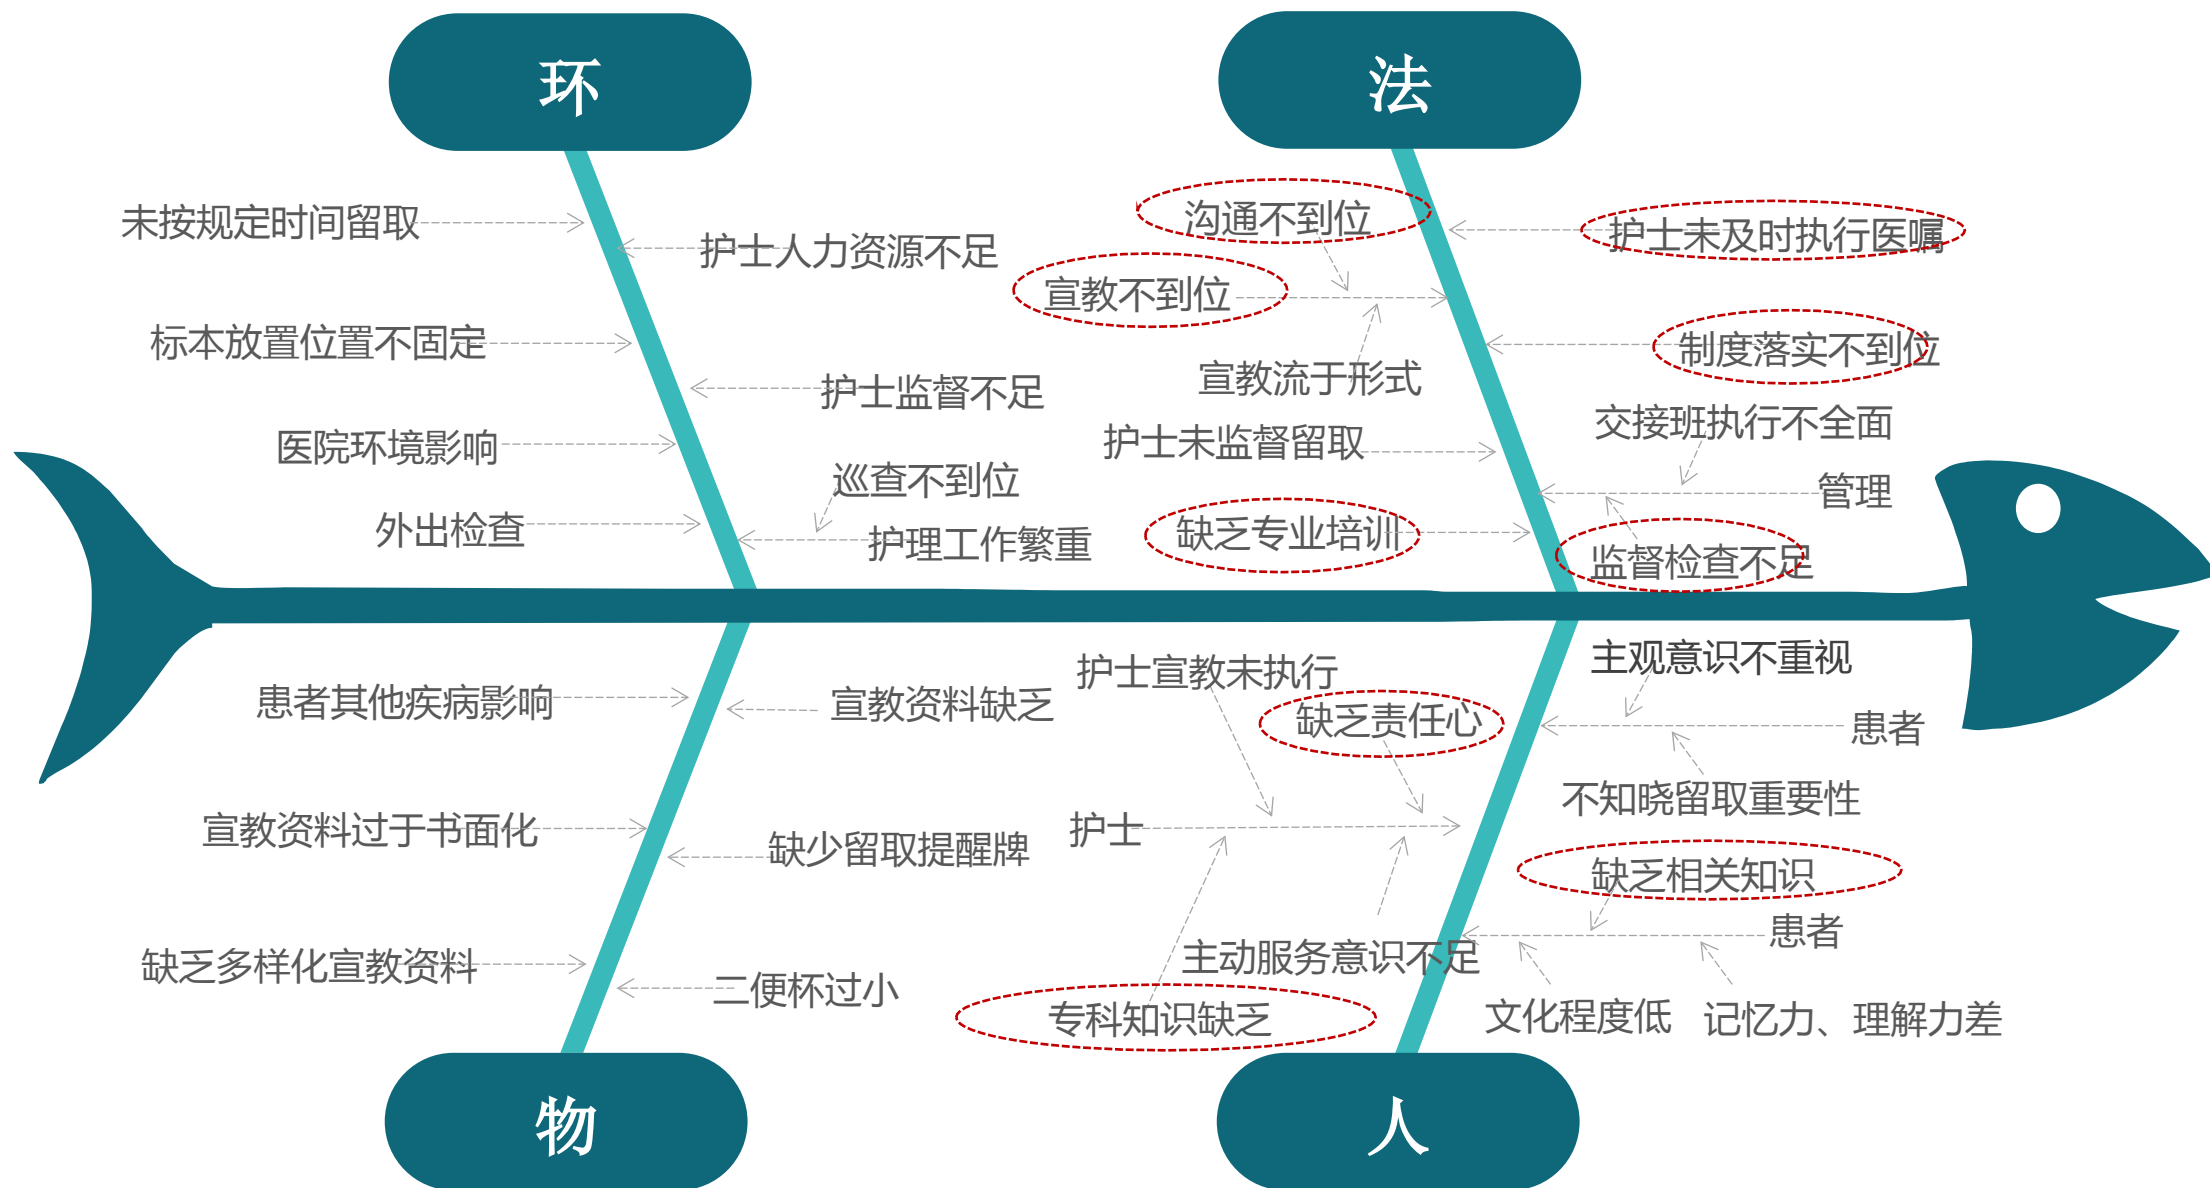 环
法
未按规定时间留取
护士人力资源不足
标本放置位置不固定
护士监督不足
医院环境影响
巡查不到位
外出检查
护理工作繁重
沟通不到位
护士未及时执行医嘱
宣教不到位
制度落实不到位
宣教流于形式
交接班执行不全面
护士未监督留取
管理
缺乏专业培训
监督检查不足
患者其他疾病影响
宣教资料缺乏
宣教资料过于书面化
缺少留取提醒牌
缺乏多样化宣教资料
二便杯过小
护士宣教未执行
主观意识不重视
缺乏责任心
患者
不知晓留取重要性
护士
缺乏相关知识
患者
主动服务意识不足
专科知识缺乏
文化程度低
记忆力、理解力差
物
人